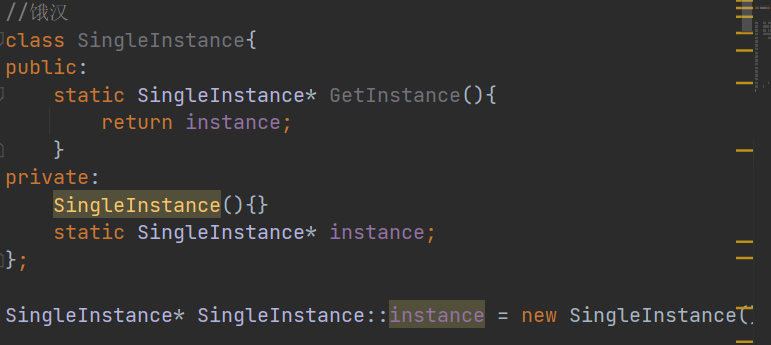 //饿汉
class SingleInstance{
public:
    static SingleInstance* GetInstance(){
        return instance;
    }
private:
    SingleInstance(){}
    static SingleInstance* instance;
};

SingleInstance* SingleInstance::instance = new SingleInstance()